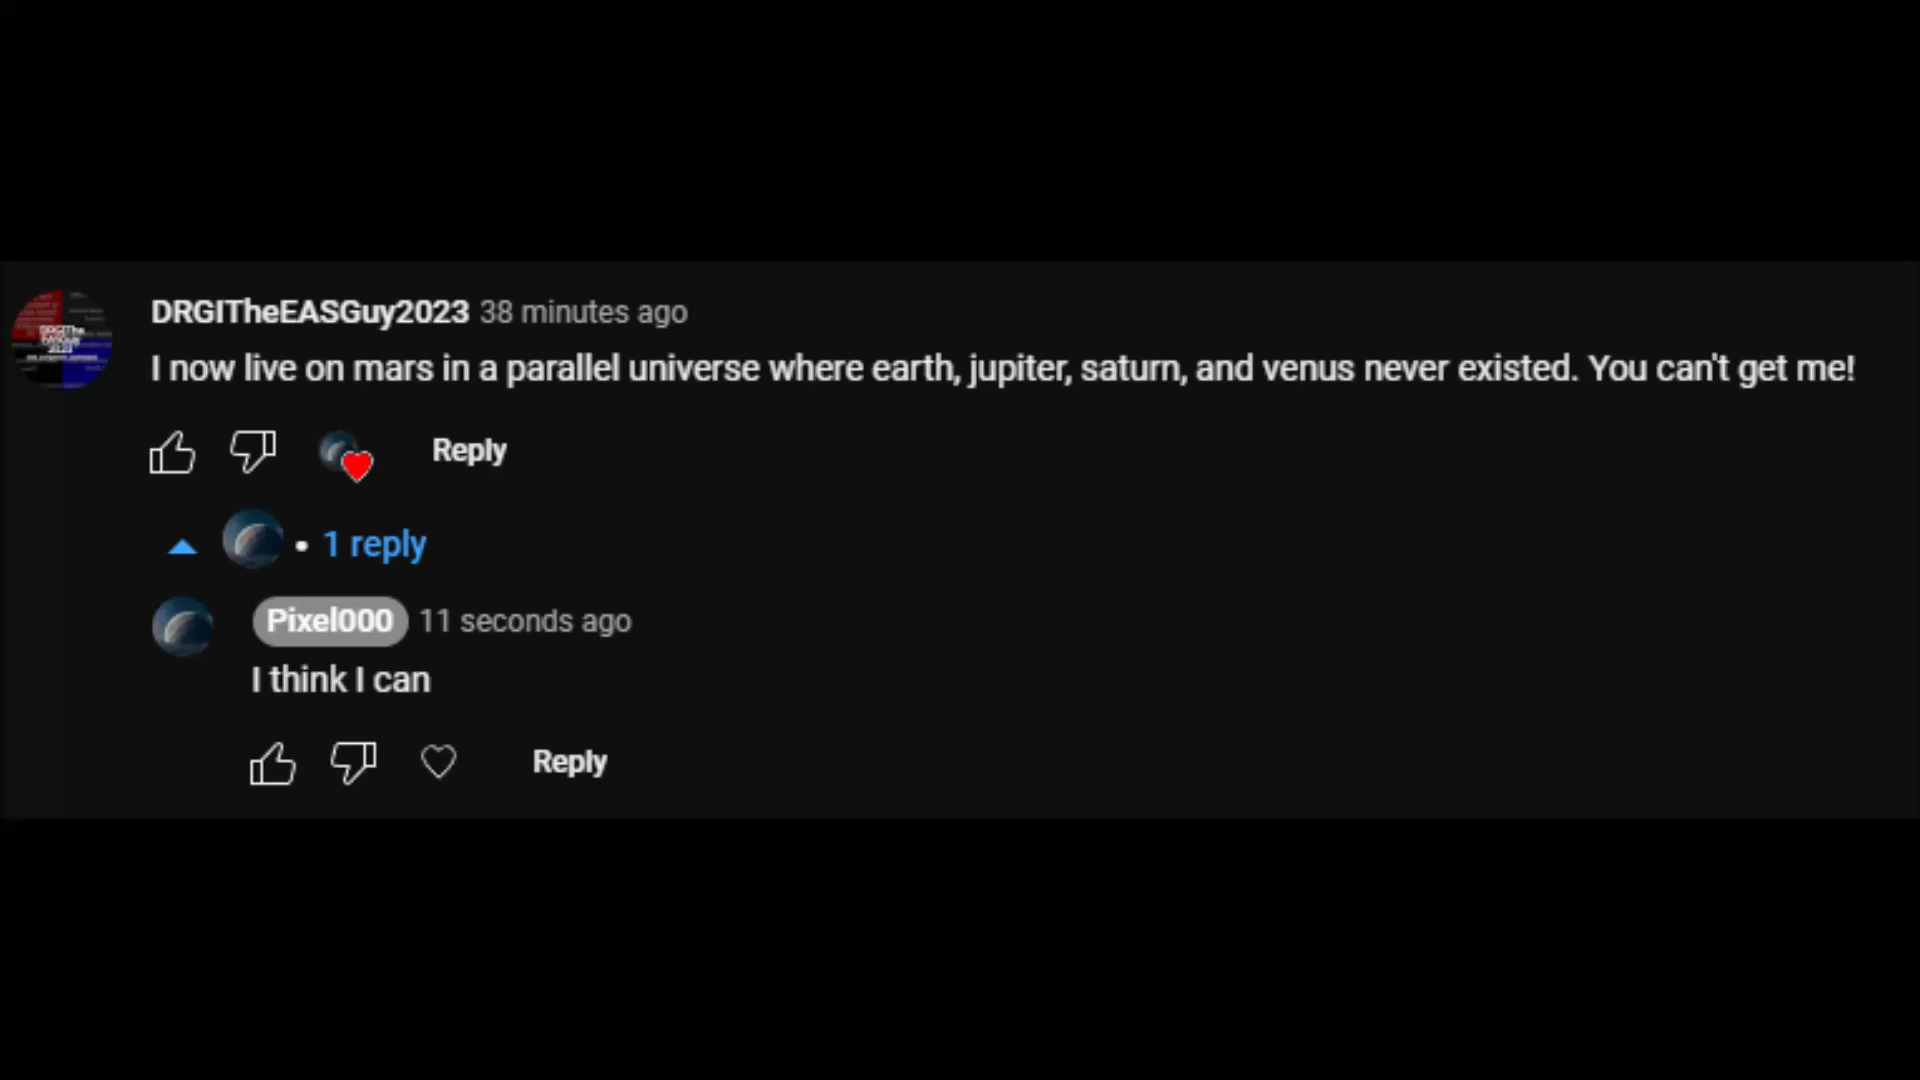 DRGITheEASGuy2023 38 minutes ago
I now live on mars in a parallel universe where earth, jupiter, saturn, and venus never existed. You can't get me!
Reply
• 1 reply
Pixel000 11 seconds ago
I think I can
Reply